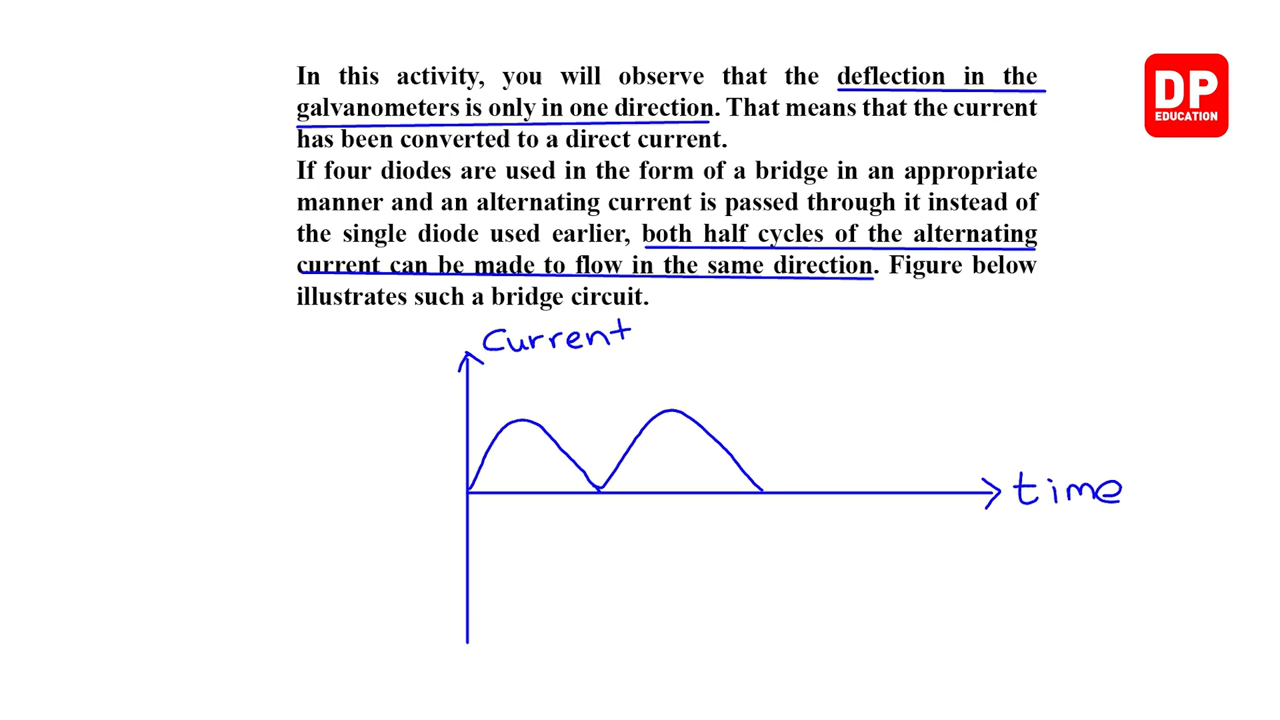 In this activity, you will observe that the deflection in the
galvanometers is only in one direction. That means that the current
has been converted to a direct current.
If four diodes are used in the form of a bridge in an appropriate
manner and an alternating current is passed through it instead of
the single diode used earlier, both half cycles of the alternating
current can be made to flow in the same direction. Figure below
illustrates such a bridge circuit.
DP
EDUCATION
Current
time